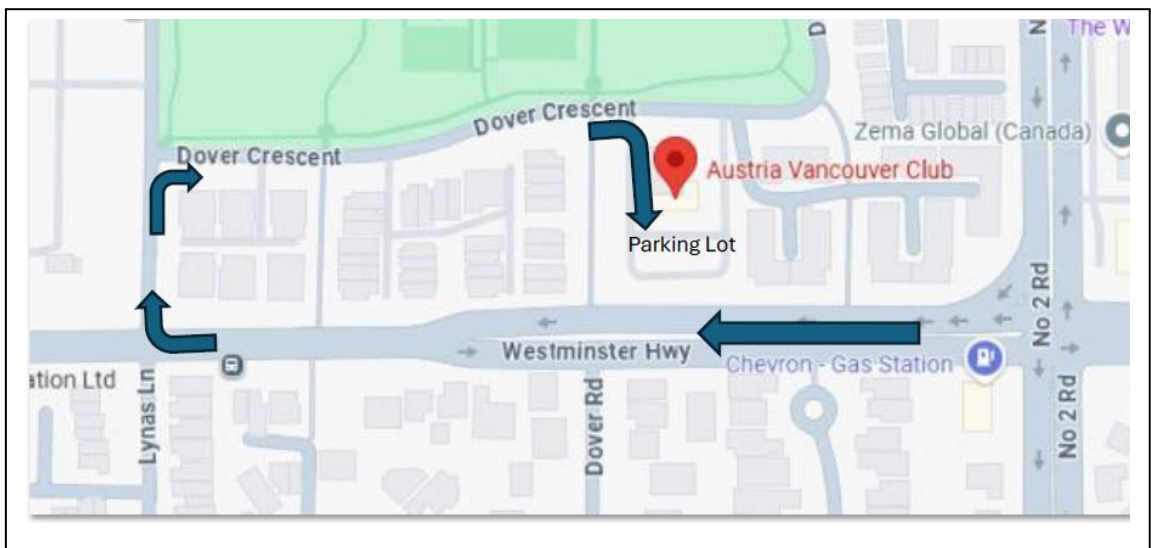 N
The W
D
Dover Crescent
Zema Global (Canada)
Dover Crescent
Austria Vancouver Club
Parking Lot
No 2 Rd
Westminster Hwy
Chevron - Gas Station
ation Ltd
Lynas Ln
Dover Rd
No 2 Rd